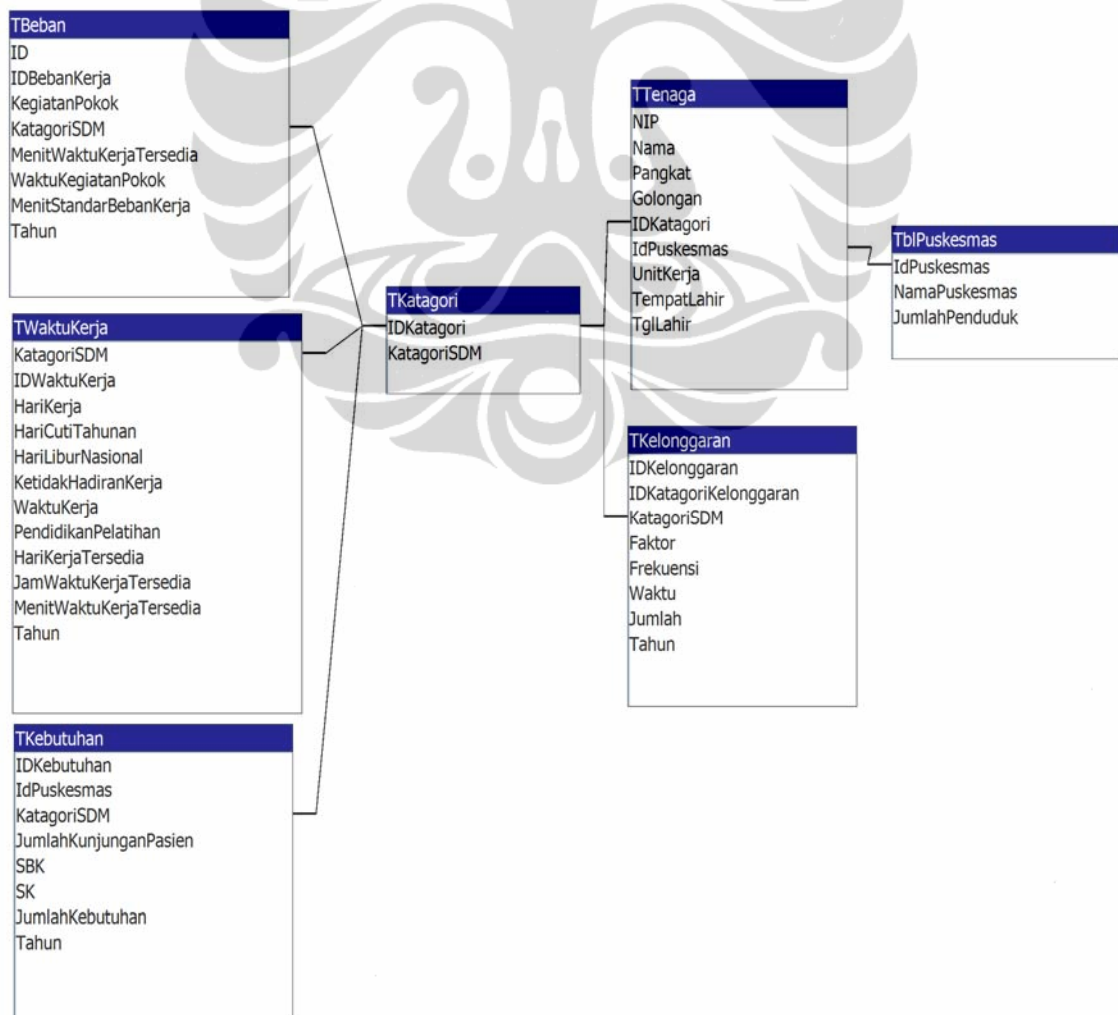 TBeban
ID
IDBebanKerja
KegiatanPokok
KatagoriSDM
MenitWaktuKerjaTersedia
WaktuKegiatanPokok
MenitStandarBebanKerja
Tahun
TWaktuKerja
KatagoriSDM
IDWaktuKerja
HariKerja
HariCutiTahunan
HariLiburNasional
KetidakHadiranKerja
WaktuKerja
PendidikanPelatihan
HariKerjaTersedia
JamWaktuKerjaTersedia
MenitWaktuKerjaTersedia
Tahun
TKebutuhan
IDKebutuhan
IdPuskesmas
KatagoriSDM
JumlahKunjunganPasien
SBK
SK
JumlahKebutuhan
Tahun
TKatagori
IDKatagori
KatagoriSDM
TTenaga
NIP
Nama
Pangkat
Golongan
IDKatagori
IdPuskesmas
UnitKerja
TempatLahir
TglLahir
TKelonggaran
IDKelonggaran
IDKatagoriKelonggaran
KatagoriSDM
Faktor
Frekuensi
Waktu
Jumlah
Tahun
TblPuskesmas
IdPuskesmas
NamaPuskesmas
JumlahPenduduk